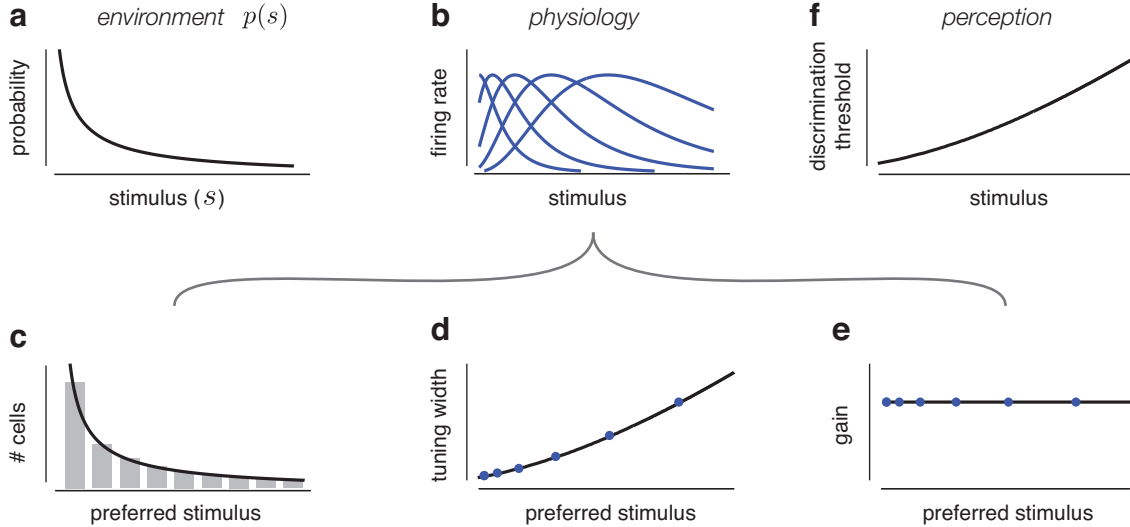 a environment p(s)
probability
stimulus (s)
b physiology
firing rate
stimulus
f perception
discrimination
threshold
stimulus
c
# cells
preferred stimulus
d
tuning width
preferred stimulus
e
gain
preferred stimulus